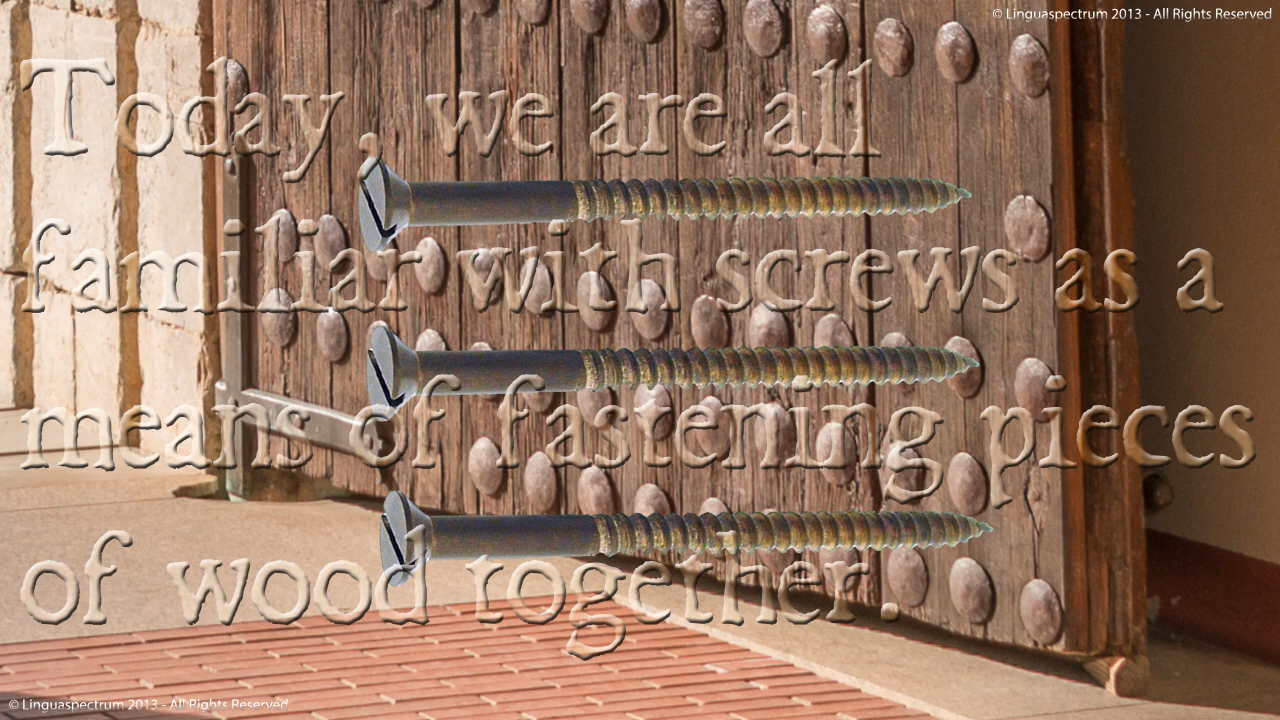 © Linguaspectrum 2013 - All Rights Reserved
Today, we are all
familiar with screws as a
means of fastening pieces
of wood together.
© Linguaspectrum 2013 - All Rights Reserved